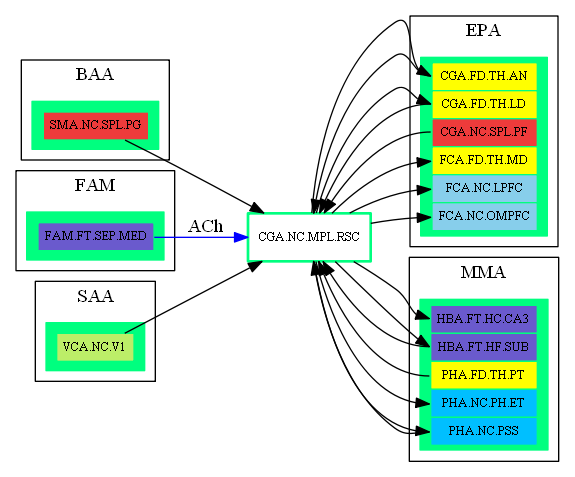 BAA
SMA.NC.SPL.PG
FAM
FAM.FT.SEP.MED
ACh
SAA
VCA.NC.V1
CGA.NC.MPL.RSC
EPA
CGA.FD.TH.AN
CGA.FD.TH.LD
CGA.NC.SPL.PF
FCA.FD.TH.MD
FCA.NC.LPFC
FCA.NC.OMPFC
MMA
HBA.FT.HC.CA3
HBA.FT.HF.SUB
PHA.FD.TH.PT
PHA.NC.PH.ET
PHA.NC.PSS